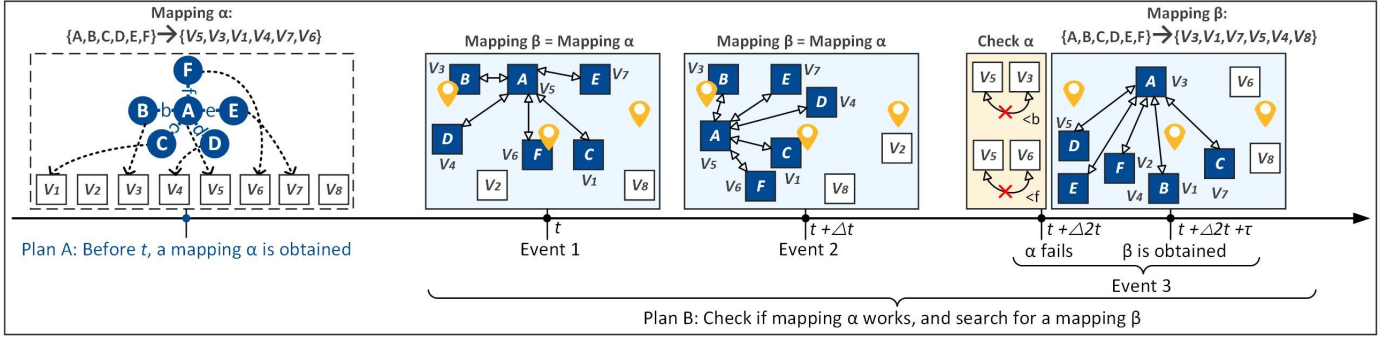 Mapping α:
{A,B,C,D,E,F}→{V5,V3,V1,V4,V7,V6}
F
f
B b A e E
c d
C D
V1 V2 V3 V4 V5 V6 V7 V8
Plan A: Before t, a mapping α is obtained
Mapping β = Mapping α
V3 B A E V7
V5
D
V4
V6 F C
V1
V2 V8
t
Event 1
Mapping β = Mapping α
V3 B E V7
D V4
A
V5
C V1
V2
V6 F
V8
t +Δt
Event 2
Check α
V5 V3
<b
V5 V6
<f
t +Δ2t
α fails
Mapping β:
{A,B,C,D,E,F}→{V3,V1,V7,V5,V4,V8}
A V3
V6
V5
D
F V2
C
V8
E
V4 B V1 V7
t +Δ2t +τ
β is obtained
Event 3
Plan B: Check if mapping α works, and search for a mapping β